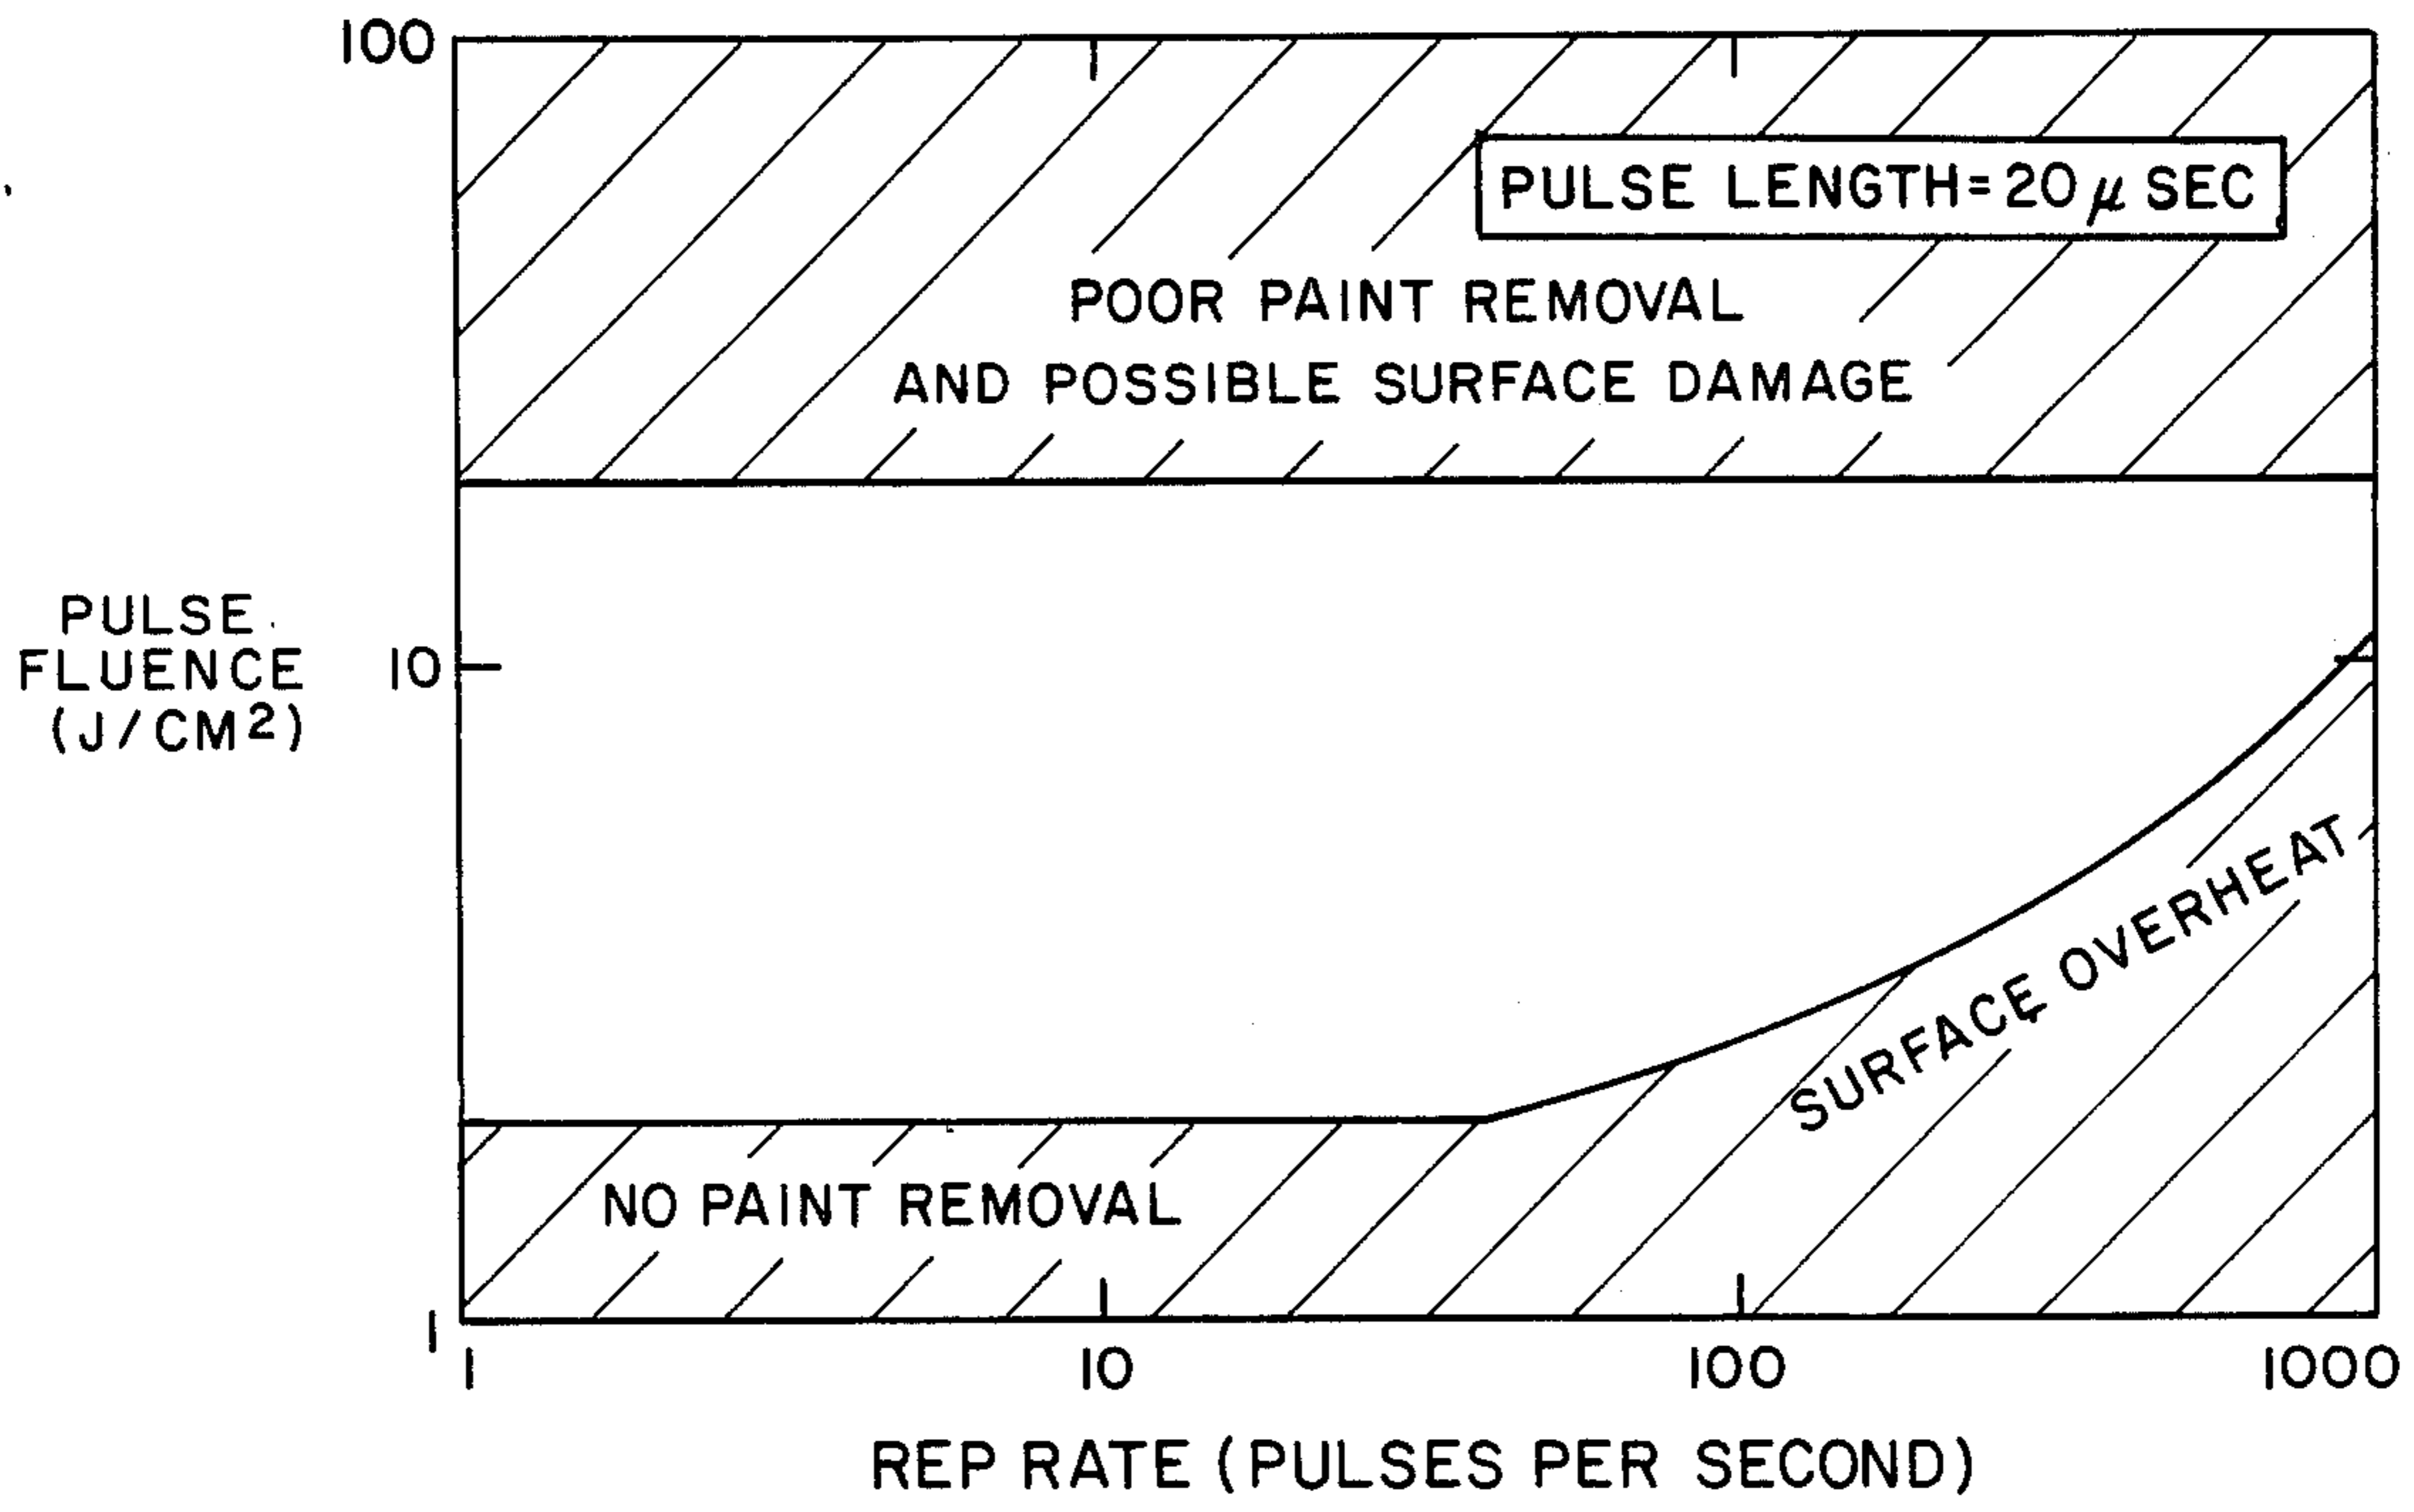 100
PULSE LENGTH=20 μ SEC
POOR PAINT REMOVAL
AND POSSIBLE SURFACE DAMAGE
PULSE
FLUENCE
(J/CM²)
10
SURFACE OVERHEAT
NO PAINT REMOVAL
1
1 10 100 1000
REP RATE (PULSES PER SECOND)